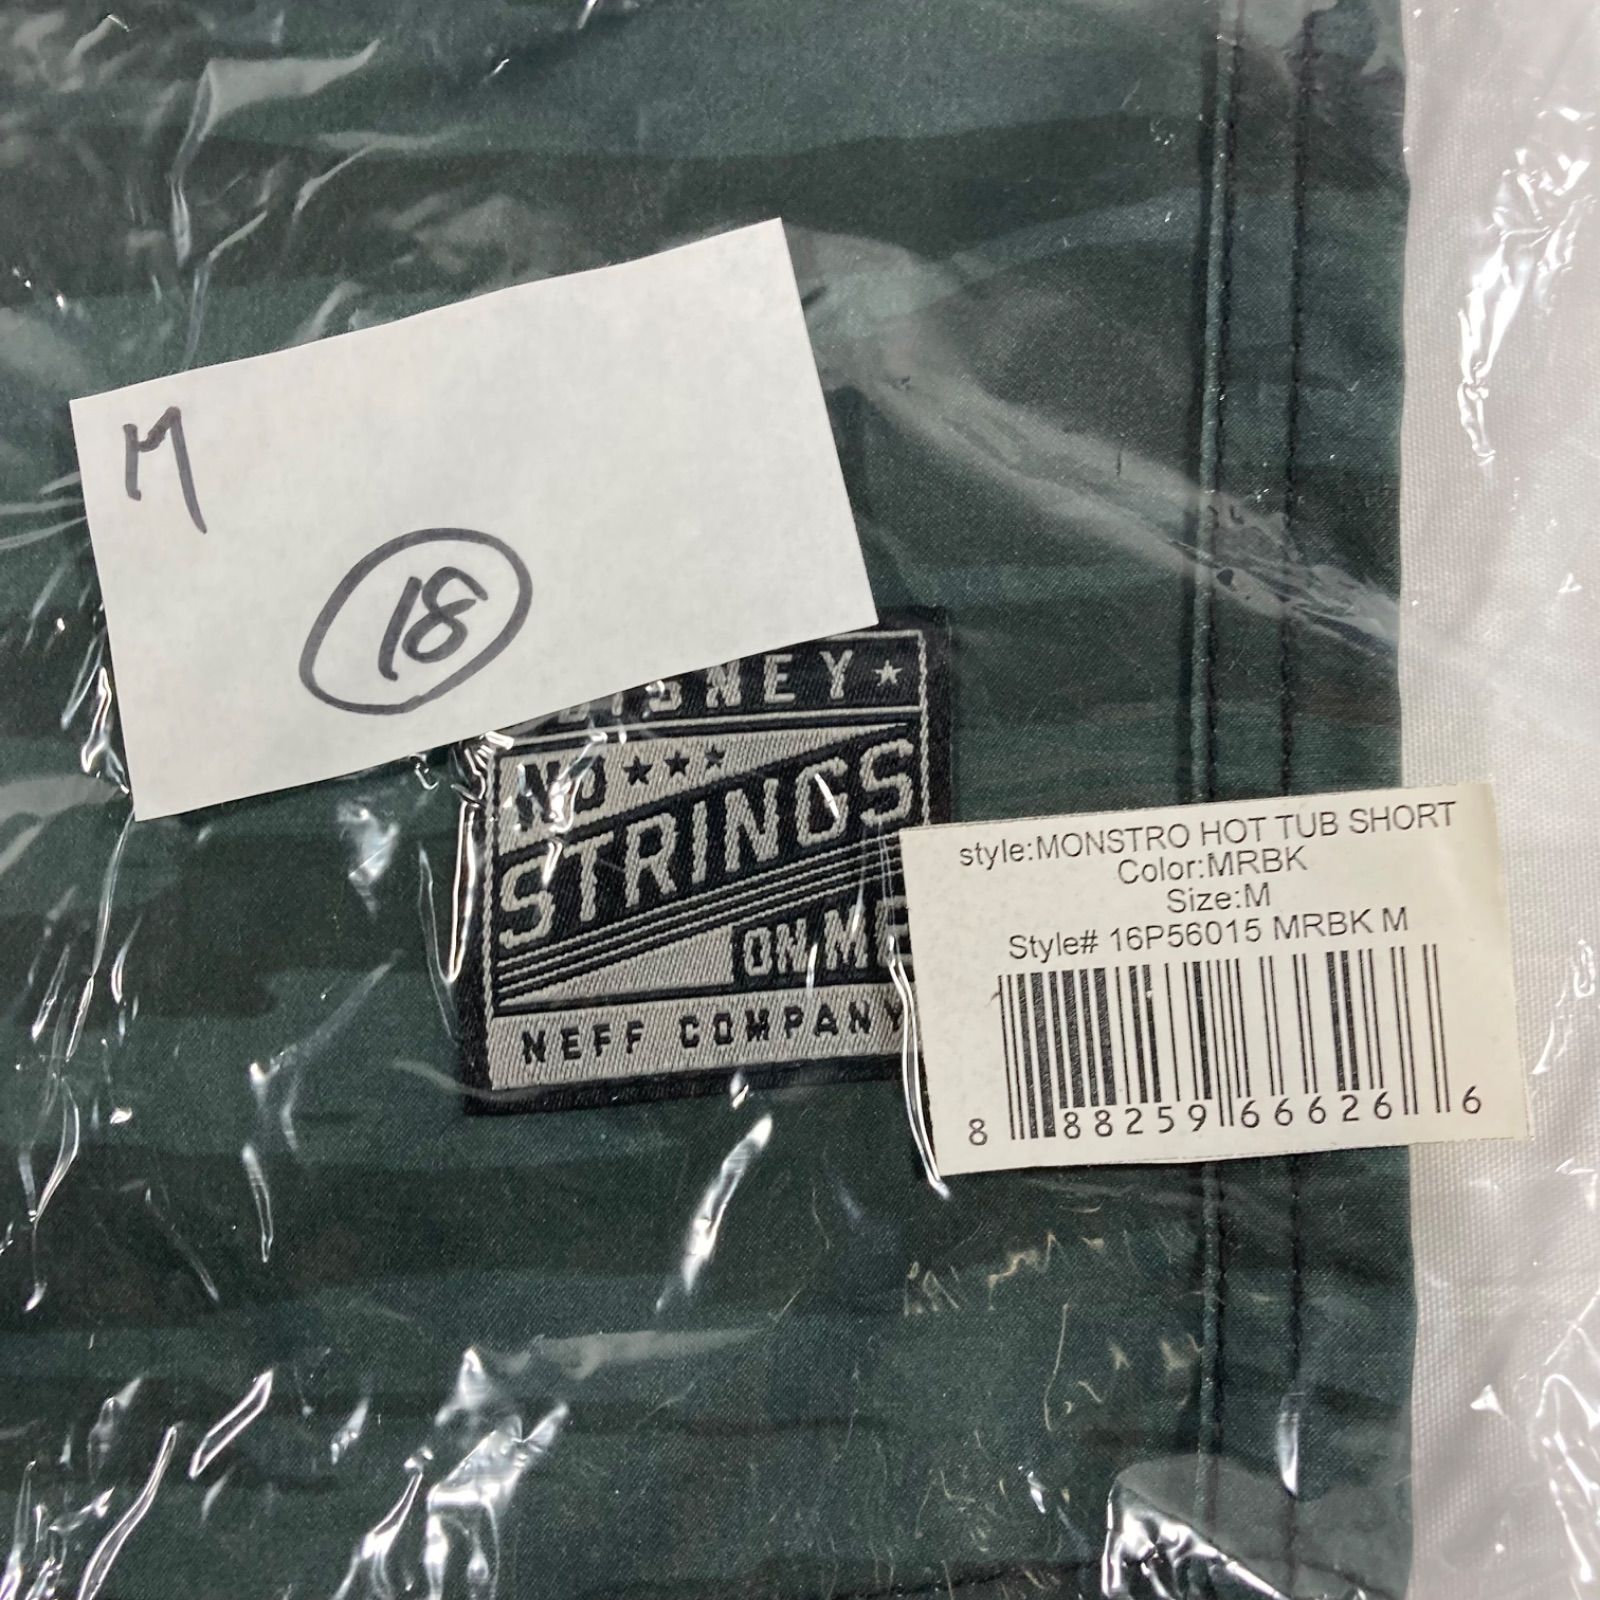 M
18
DISNEY
NO
STRINGS
ON ME
NEFF COMPANY
style:MONSTRO HOT TUB SHORT
Color:MRBK
Size:M
Style# 16P56015 MRBK M
8 88259 66626 6